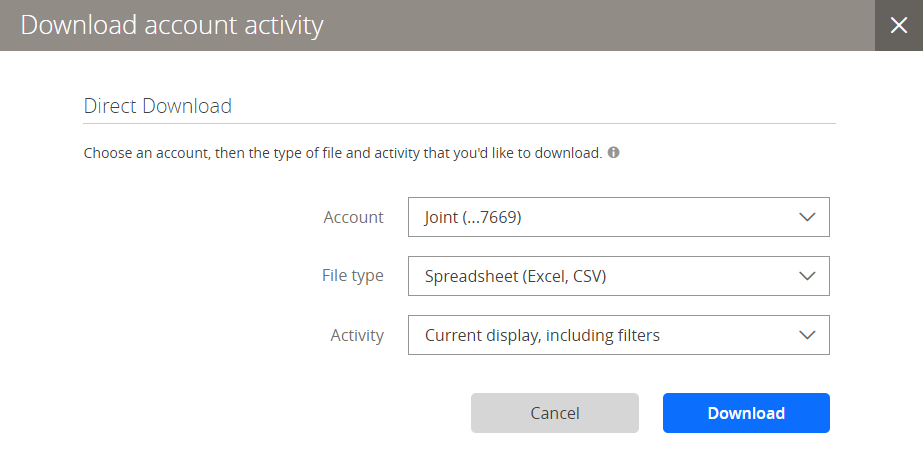 Download account activity
Direct Download
Choose an account, then the type of file and activity that you'd like to download.
Account Joint (...7669)
File type Spreadsheet (Excel, CSV)
Activity Current display, including filters
Cancel Download